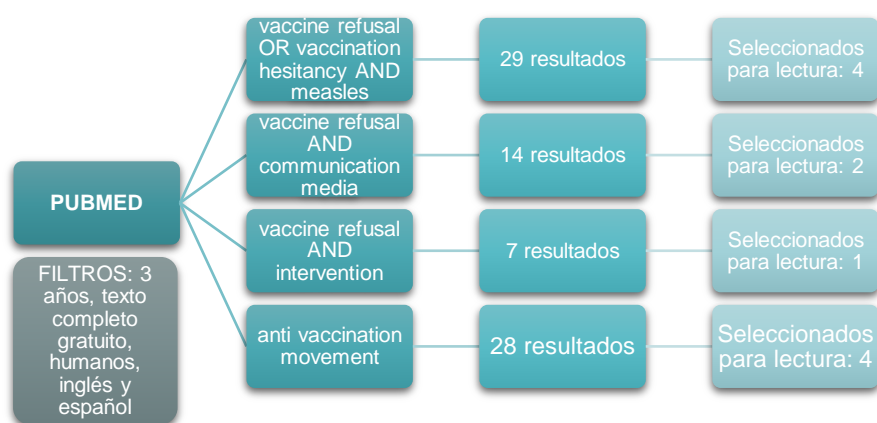 PUBMED
FILTROS: 3
años, texto
completo
gratuito,
humanos,
inglés y
español
vaccine refusal
OR vaccination
hesitancy AND
measles
29 resultados
Seleccionados
para lectura: 4
vaccine refusal
AND
communication
media
14 resultados
Seleccionados
para lectura: 2
vaccine refusal
AND
intervention
7 resultados
Seleccionados
para lectura: 1
anti vaccination
movement
28 resultados
Seleccionados
para lectura: 4